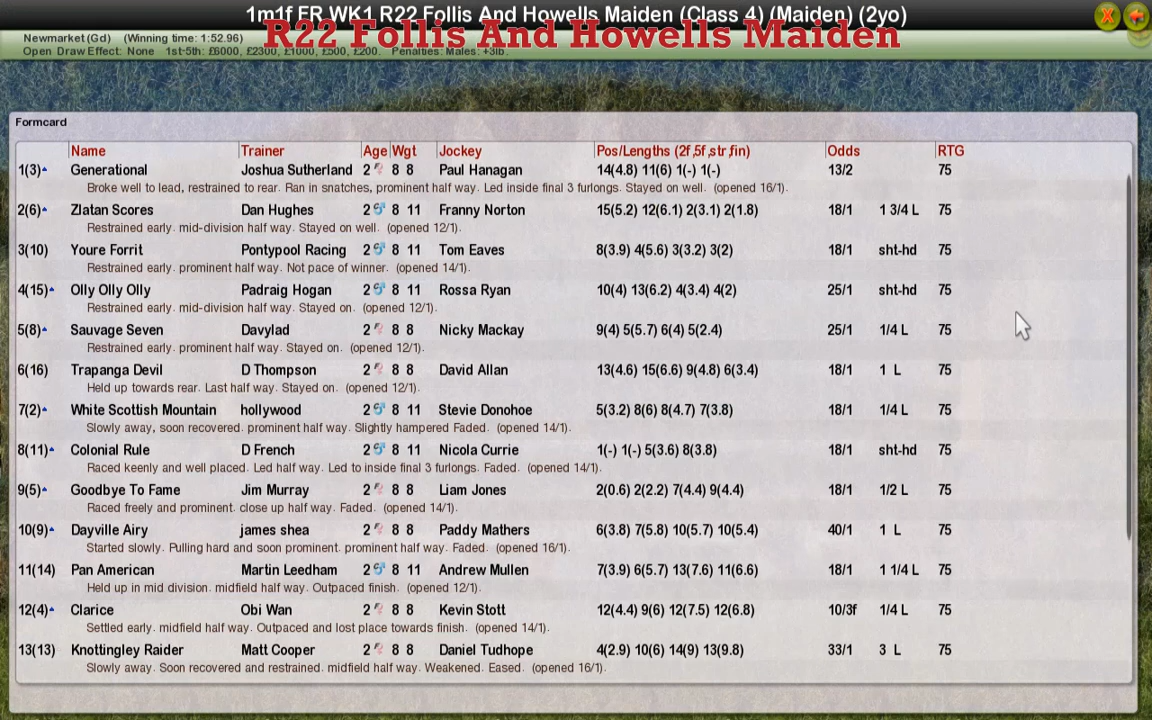 1m1f FR WK1 R22 Follis And Howells Maiden (Class 4) (Maiden) (2yo)
R22 Follis And Howells Maiden
Newmarket(Gd) (Winning time: 1:52.96)
Open Draw Effect: None 1st-5th: £6000, £2300, £1000, £500, £200. Penalties: Males: +3lb
Formcard
Name Trainer Age Wgt Jockey Pos/Lengths (2f,5f,str,fin) Odds RTG
1(3) Generational Joshua Sutherland 2 8 8 Paul Hanagan 14(4.8) 11(6) 1(-) 1(-) 13/2 75
Broke well to lead, restrained to rear. Ran in snatches, prominent half way. Led inside final 3 furlongs. Stayed on well. (opened 16/1).
2(6) Zlatan Scores Dan Hughes 2 8 11 Franny Norton 15(5.2) 12(6.1) 2(3.1) 2(1.8) 18/1 1 3/4 L 75
Restrained early. mid-division half way. Stayed on well. (opened 12/1).
3(10) Youre Forrit Pontypool Racing 2 8 11 Tom Eaves 8(3.9) 4(5.6) 3(3.2) 3(2) 18/1 sht-hd 75
Restrained early. prominent half way. Not pace of winner. (opened 14/1).
4(15) Olly Olly Olly Padraig Hogan 2 8 11 Rossa Ryan 10(4) 13(6.2) 4(3.4) 4(2) 25/1 sht-hd 75
Restrained early. mid-division half way. Stayed on. (opened 12/1).
5(8) Sauvage Seven Davylad 2 8 8 Nicky Mackay 9(4) 5(5.7) 6(4) 5(2.4) 25/1 1/4 L 75
Restrained early. prominent half way. Stayed on. (opened 12/1).
6(16) Trapanga Devil D Thompson 2 8 8 David Allan 13(4.6) 15(6.6) 9(4.8) 6(3.4) 18/1 1 L 75
Held up towards rear. Last half way. Stayed on. (opened 12/1).
7(2) White Scottish Mountain hollywood 2 8 11 Stevie Donohoe 5(3.2) 8(6) 8(4.7) 7(3.8) 18/1 1/4 L 75
Slowly away, soon recovered. prominent half way. Slightly hampered Faded. (opened 14/1).
8(11) Colonial Rule D French 2 8 11 Nicola Currie 1(-) 1(-) 5(3.6) 8(3.8) 18/1 sht-hd 75
Raced keenly and well placed. Led half way. Led to inside final 3 furlongs. Faded. (opened 14/1).
9(5) Goodbye To Fame Jim Murray 2 8 8 Liam Jones 2(0.6) 2(2.2) 7(4.4) 9(4.4) 18/1 1/2 L 75
Raced freely and prominent. close up half way. Faded. (opened 14/1).
10(9) Dayville Airy james shea 2 8 8 Paddy Mathers 6(3.8) 7(5.8) 10(5.7) 10(5.4) 40/1 1 L 75
Started slowly. Pulling hard and soon prominent. prominent half way. Faded. (opened 16/1).
11(14) Pan American Martin Leedham 2 8 11 Andrew Mullen 7(3.9) 6(5.7) 13(7.6) 11(6.6) 18/1 1 1/4 L 75
Held up in mid division. midfield half way. Outpaced finish. (opened 12/1).
12(4) Clarice Obi Wan 2 8 8 Kevin Stott 12(4.4) 9(6) 12(7.5) 12(6.8) 10/3f 1/4 L 75
Settled early. midfield half way. Outpaced and lost place towards finish. (opened 14/1).
13(13) Knottingley Raider Matt Cooper 2 8 8 Daniel Tudhope 4(2.9) 10(6) 14(9) 13(9.8) 33/1 3 L 75
Slowly away. Soon recovered and restrained. midfield half way. Weakened. Eased. (opened 16/1).